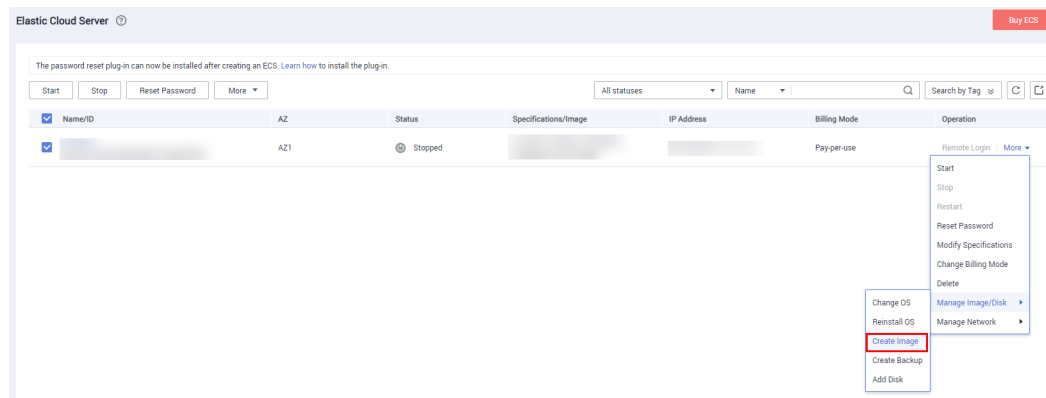 Elastic Cloud Server ?
Buy ECS
The password reset plug-in can now be installed after creating an ECS. Learn how to install the plug-in.
Start Stop Reset Password More All statuses Name Search by Tag
Name/ID AZ Status Specifications/Image IP Address Billing Mode Operation
AZ1 Stopped Pay-per-use Remote Login | More
Start
Stop
Restart
Reset Password
Modify Specifications
Change Billing Mode
Delete
Manage Image/Disk
Manage Network
Change OS
Reinstall OS
Create Image
Create Backup
Add Disk